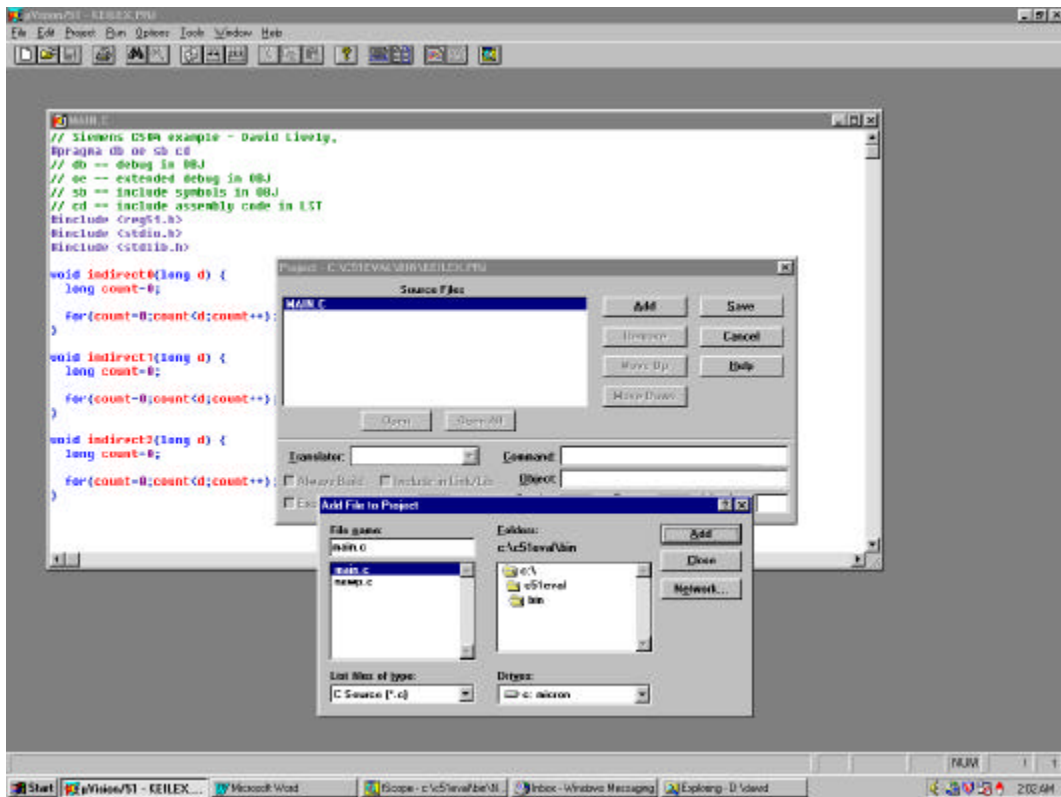 µVision/51 - KEILEX.PRJ
File Edit Project Run Options Tools Window Help
MAIN.C
// Siemens C504 example - David Lively,
#pragma db oe sb cd
// db -- debug in OBJ
// oe -- extended debug in OBJ
// sb -- include symbols in OBJ
// cd -- include assembly code in LST
#include <reg51.h>
#include <stdio.h>
#include <stdlib.h>
void indirect0(long d) {
long count=0;
for(count=0;count<d;count++);
}
void indirect1(long d) {
long count=0;
for(count=0;count<d;count++);
}
void indirect2(long d) {
long count=0;
for(count=0;count<d;count++);
}
Project - C:\C51EVAL\BIN\KEILEX.PRJ
Source Files
MAIN.C
Add Save
Remove Cancel
Move Up Help
Move Down
Open Open All
Translator: Command:
Always Build Include in Link/Lib Object:
Add File to Project
File name: Folders:
main.c c:\c51eval\bin
Add
Close
Network...
main.c
newp.c
c:\
c51eval
bin
List files of type: Drives:
C Source (*.c) c: micron
NUM 1 1
Start µVision/51 - KEILEX.... Microsoft Word Inbox - Windows Messaging Exploring - D:\david 2:02 AM